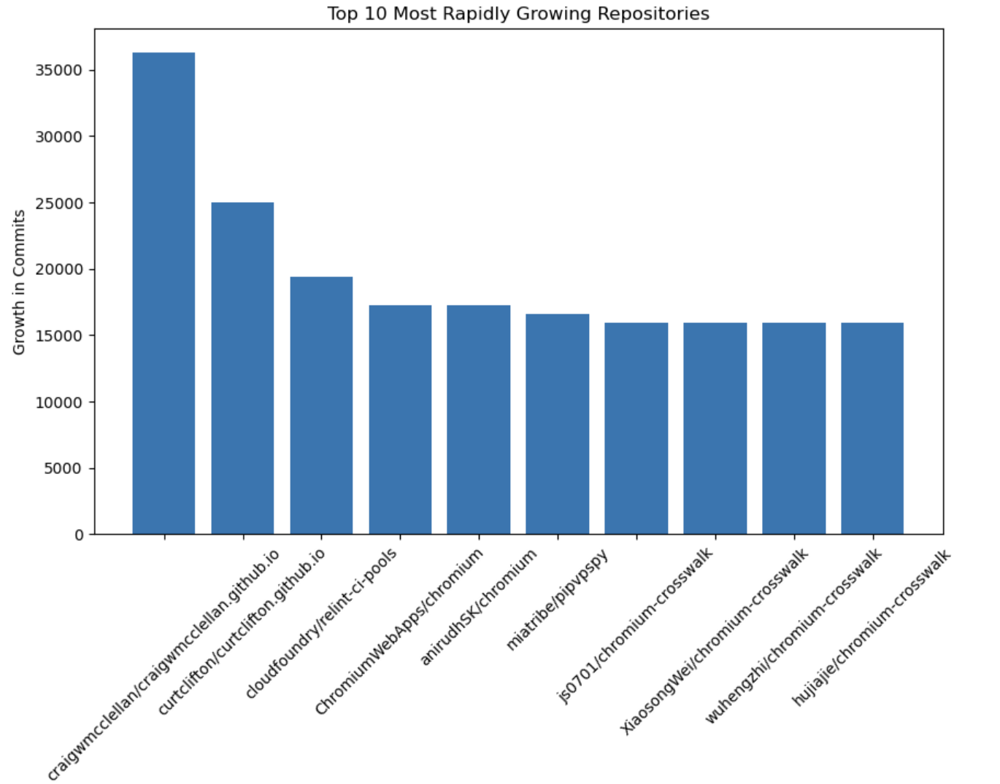 Top 10 Most Rapidly Growing Repositories
Growth in Commits
35000
30000
25000
20000
15000
10000
5000
0
craigwmcclellan/craigwmcclellan.github.io
curtclifton/curtclifton.github.io
cloudfoundry/relint-ci-pools
ChromiumWebApps/chromium
anirudhSK/chromium
miatribe/pipvpspy
js0701/chromium-crosswalk
XiaosongWei/chromium-crosswalk
wuhengzhi/chromium-crosswalk
hujiajie/chromium-crosswalk